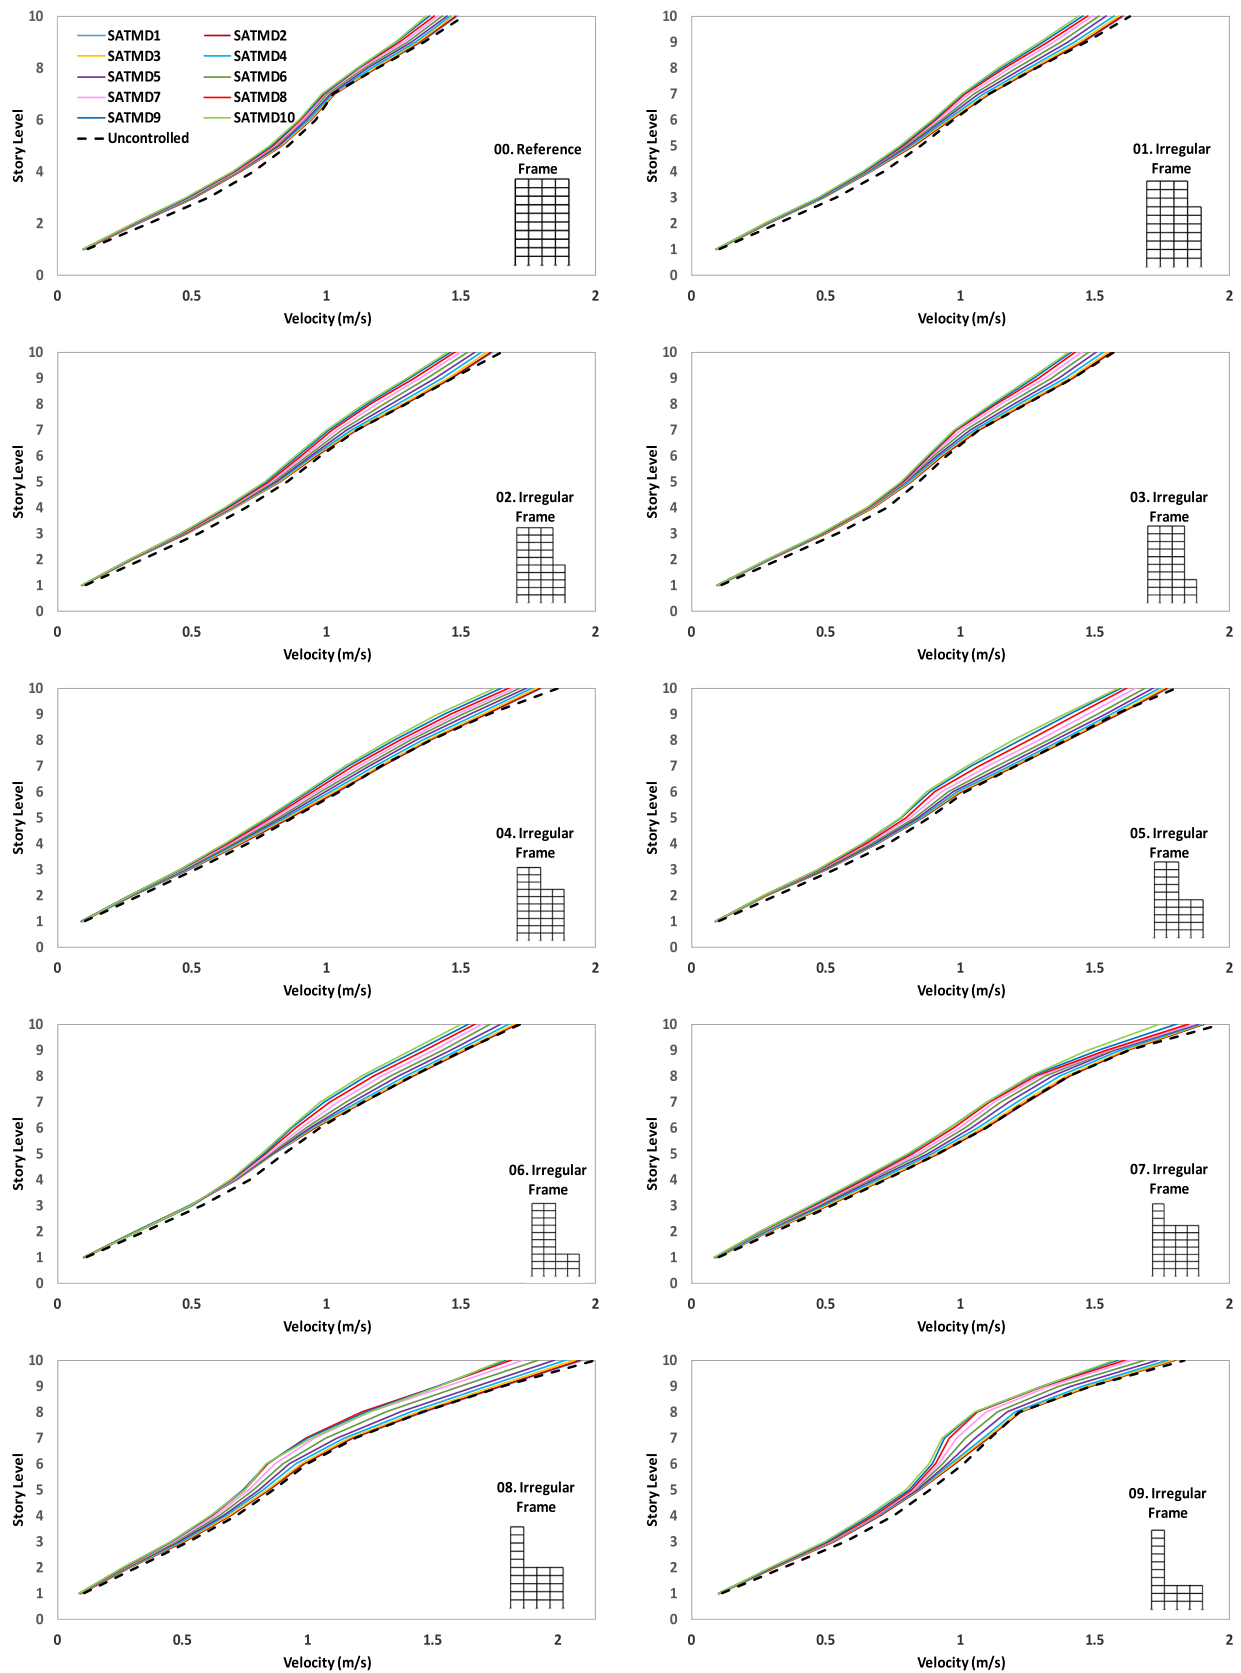 Story Level
10
8
6
4
2
0
SATMD1 SATMD2
SATMD3 SATMD4
SATMD5 SATMD6
SATMD7 SATMD8
SATMD9 SATMD10
Uncontrolled
00. Reference
Frame
0 0.5 1 1.5 2
Velocity (m/s)
Story Level
10
9
8
7
6
5
4
3
2
1
0
01. Irregular
Frame
0 0.5 1 1.5 2
Velocity (m/s)
Story Level
10
9
8
7
6
5
4
3
2
1
0
02. Irregular
Frame
0 0.5 1 1.5 2
Velocity (m/s)
Story Level
10
9
8
7
6
5
4
3
2
1
0
03. Irregular
Frame
0 0.5 1 1.5 2
Velocity (m/s)
Story Level
10
9
8
7
6
5
4
3
2
1
0
04. Irregular
Frame
0 0.5 1 1.5 2
Velocity (m/s)
Story Level
10
9
8
7
6
5
4
3
2
1
0
05. Irregular
Frame
0 0.5 1 1.5 2
Velocity (m/s)
Story Level
10
9
8
7
6
5
4
3
2
1
0
06. Irregular
Frame
0 0.5 1 1.5 2
Velocity (m/s)
Story Level
10
9
8
7
6
5
4
3
2
1
0
07. Irregular
Frame
0 0.5 1 1.5 2
Velocity (m/s)
Story Level
10
9
8
7
6
5
4
3
2
1
0
08. Irregular
Frame
0.5 1 1.5 2
Velocity (m/s)
Story Level
10
9
8
7
6
5
4
3
2
1
0
09. Irregular
Frame
0 0.5 1 1.5 2
Velocity (m/s)